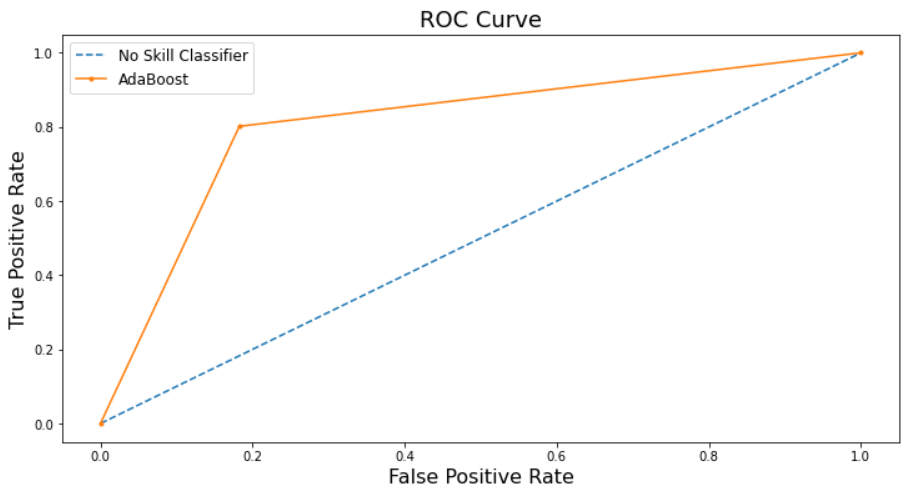 ROC Curve
No Skill Classifier
AdaBoost
True Positive Rate
1.0
0.8
0.6
0.4
0.2
0.0
0.0 0.2 0.4 0.6 0.8 1.0
False Positive Rate